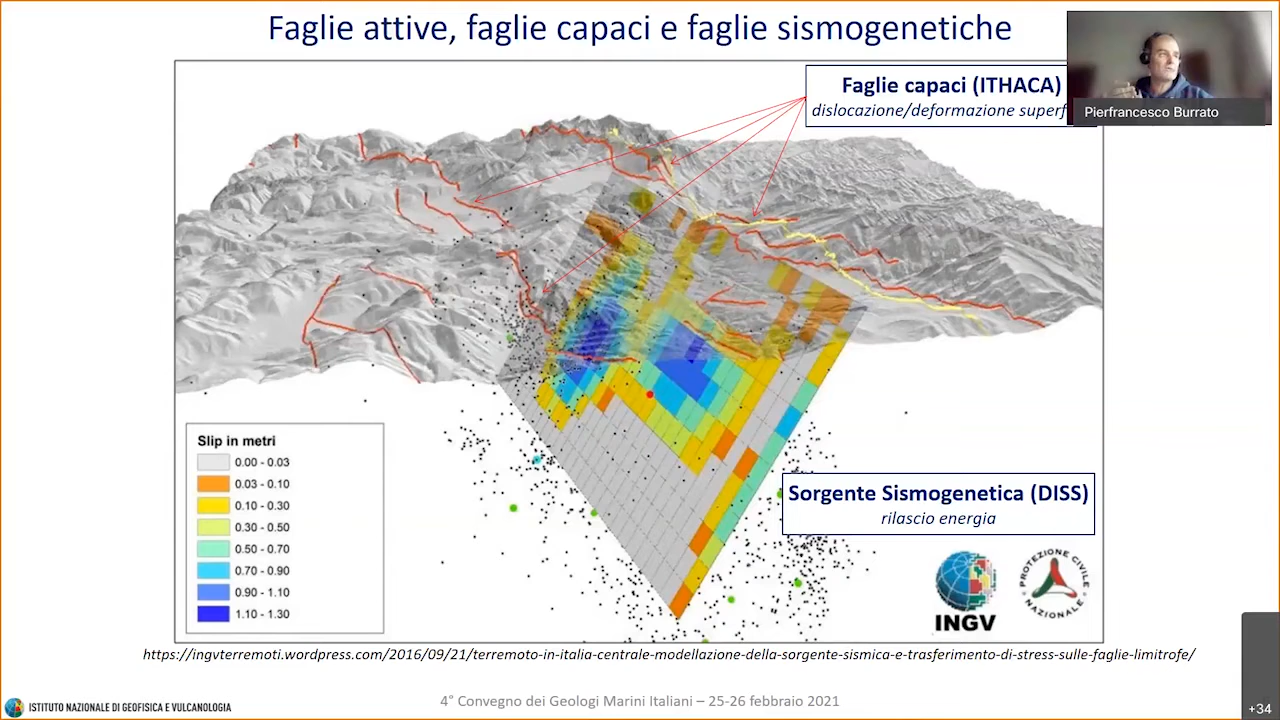 Faglie attive, faglie capaci e faglie sismogenetiche
Faglie capaci (ITHACA)
dislocazione/deformazione superf
Pierfrancesco Burrato
Slip in metri
0.00 - 0.03
0.03 - 0.10
0.10 - 0.30
0.30 - 0.50
0.50 - 0.70
0.70 - 0.90
0.90 - 1.10
1.10 - 1.30
Sorgente Sismogenetica (DISS)
rilascio energia
INGV
PROTEZIONE CIVILE
NAZIONALE
https://ingvterremoti.wordpress.com/2016/09/21/terremoto-in-italia-centrale-modellazione-della-sorgente-sismica-e-trasferimento-di-stress-sulle-faglie-limitrofe/
ISTITUTO NAZIONALE DI GEOFISICA E VULCANOLOGIA
4° Convegno dei Geologi Marini Italiani – 25-26 febbraio 2021
+34